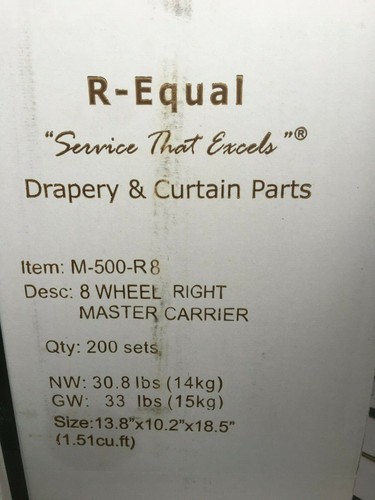 R-Equal
"Service That Excels"®
Drapery & Curtain Parts
Item: M-500-R8
Desc: 8 WHEEL RIGHT
MASTER CARRIER
Qty: 200 sets
NW: 30.8 lbs (14kg)
GW: 33 lbs (15kg)
Size:13.8"x10.2"x18.5"
(1.51cu.ft)